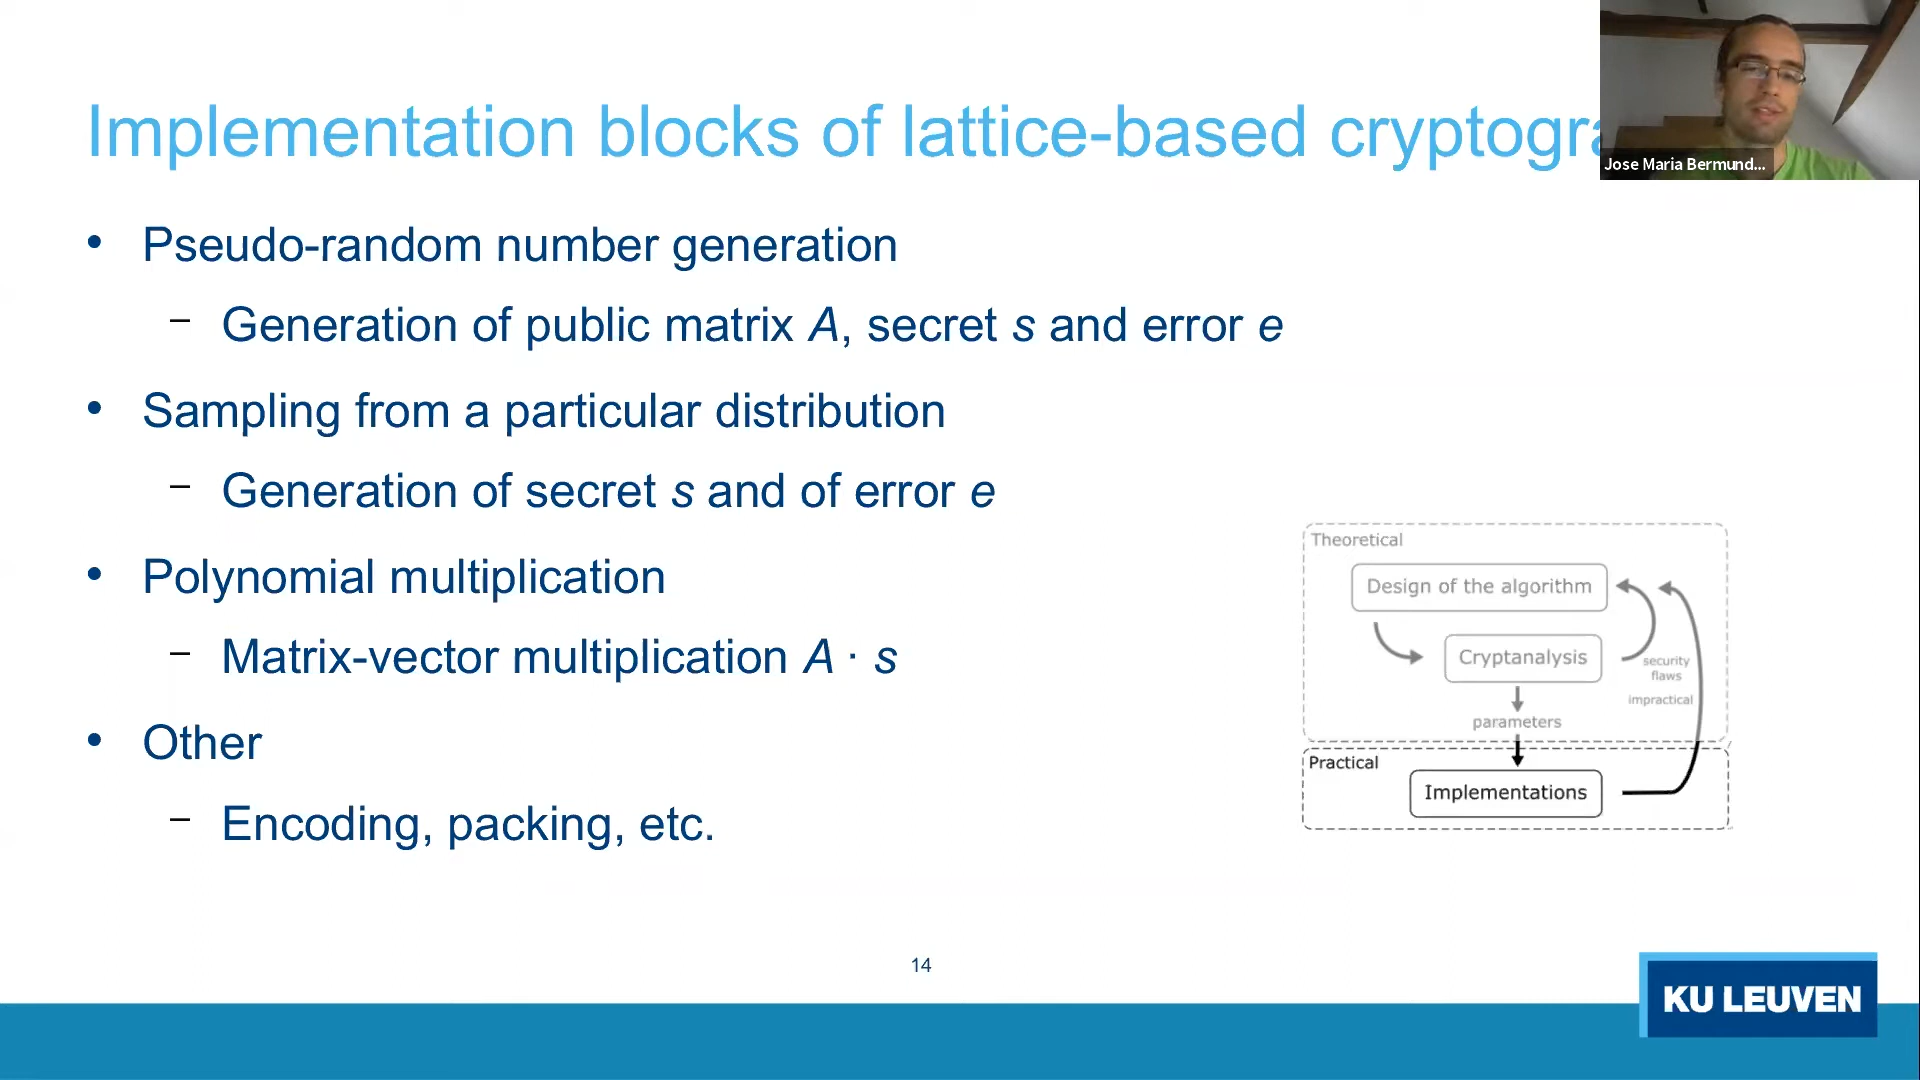 Implementation blocks of lattice-based
Jose Maria Bermund...
• Pseudo-random number generation
– Generation of public matrix A, secret s and error e
• Sampling from a particular distribution
– Generation of secret s and of error e
• Polynomial multiplication
– Matrix-vector multiplication A · s
• Other
– Encoding, packing, etc.
Theoretical
Design of the algorithm
Cryptanalysis
security
flaws
impractical
parameters
Practical
Implementations
14
KU LEUVEN